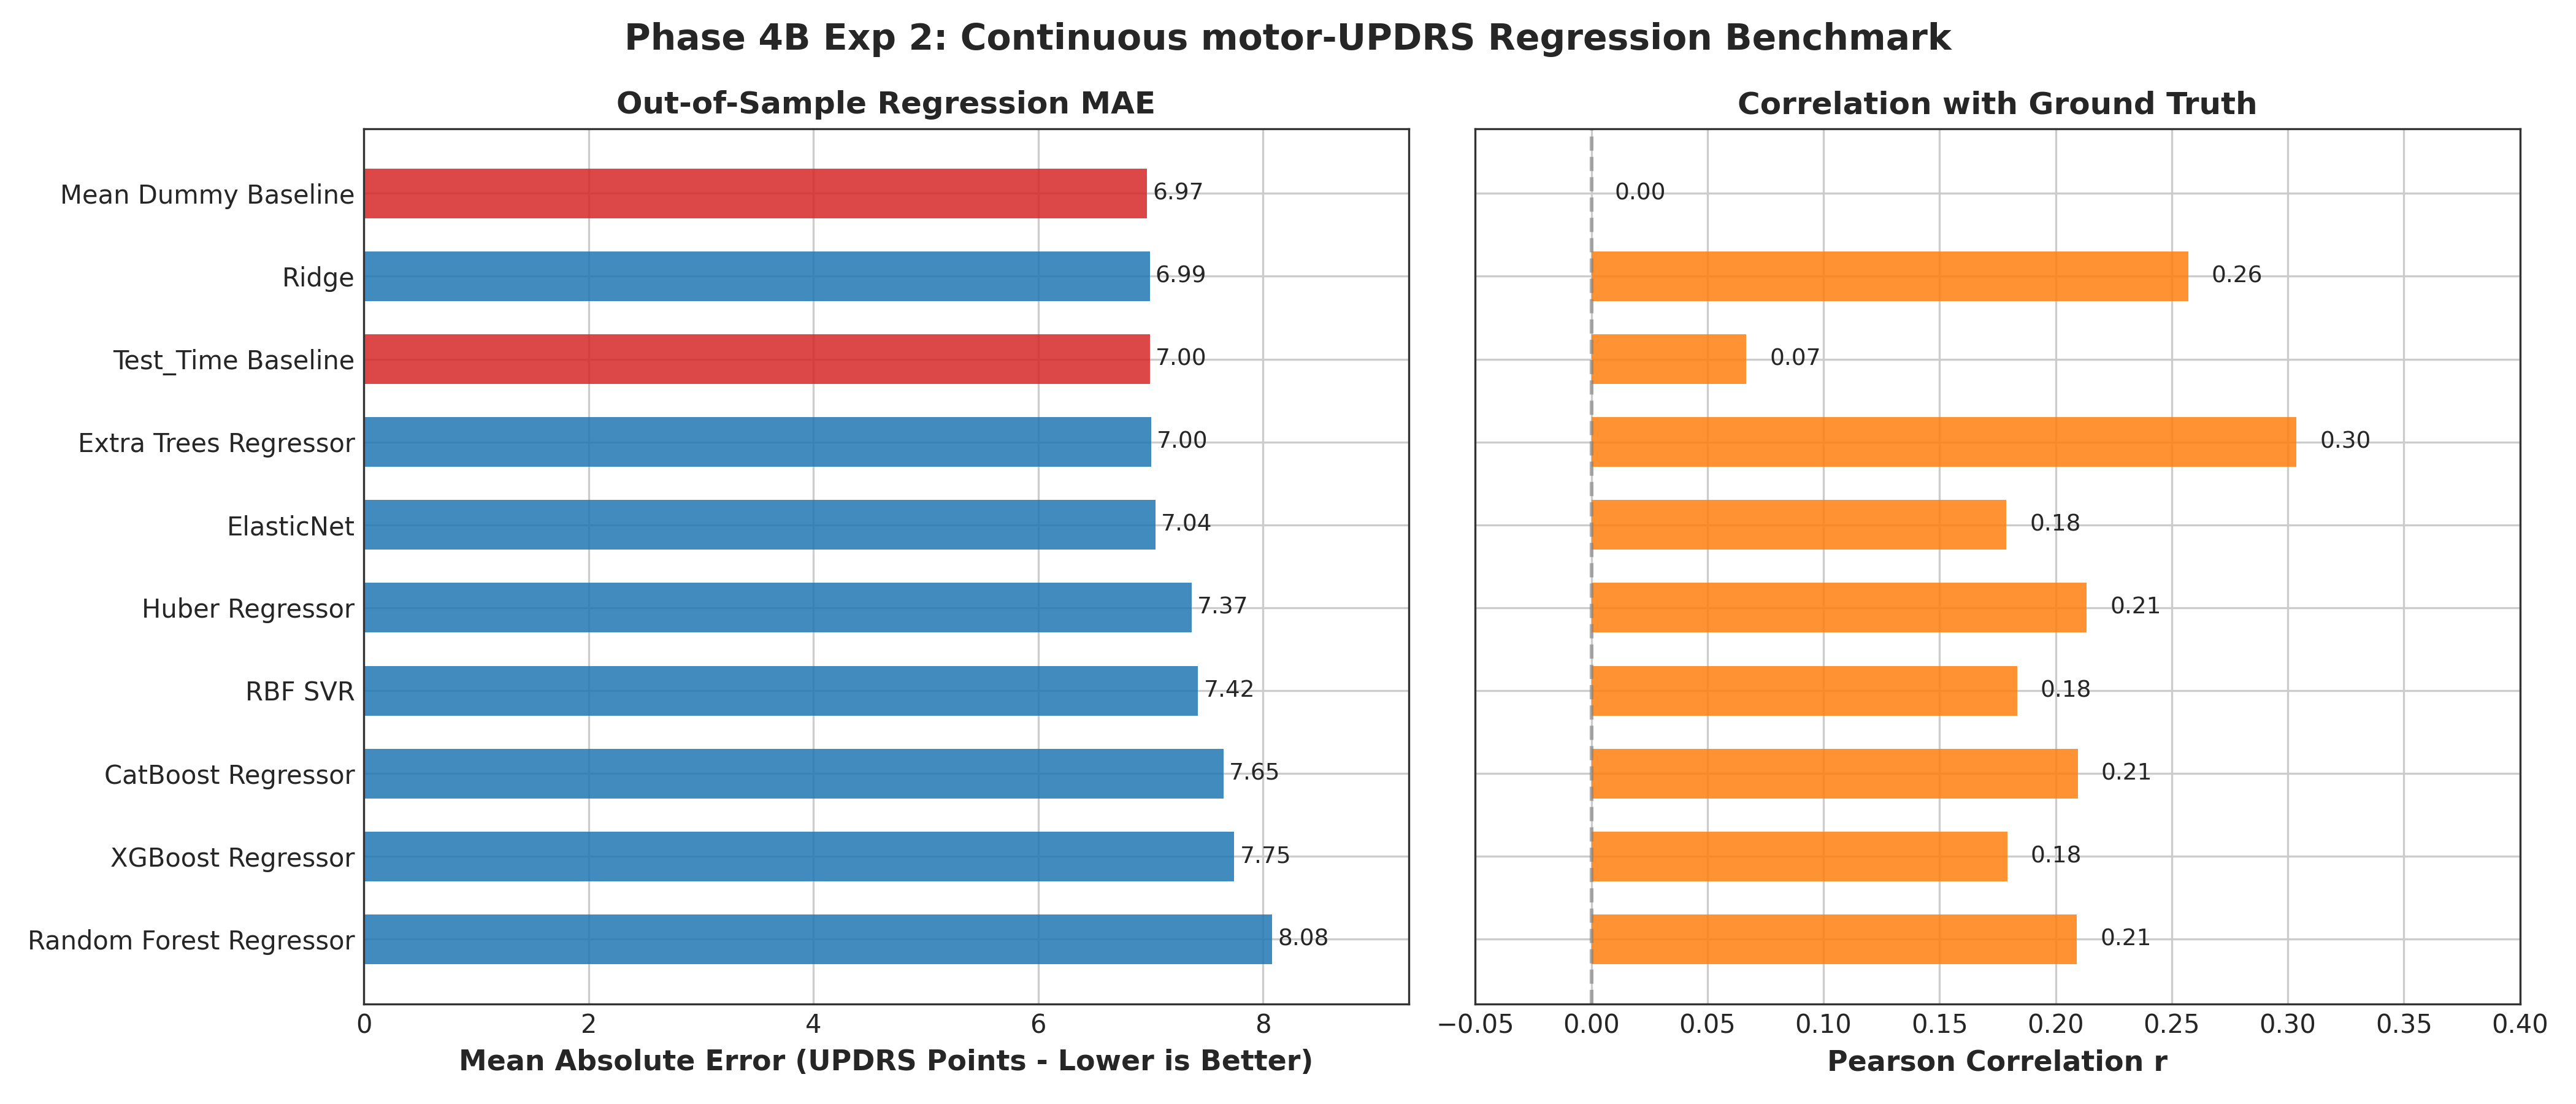 Phase 4B Exp 2: Continuous motor-UPDRS Regression Benchmark
Out-of-Sample Regression MAE
Mean Dummy Baseline
6.97
Ridge
6.99
Test_Time Baseline
7.00
Extra Trees Regressor
7.00
ElasticNet
7.04
Huber Regressor
7.37
RBF SVR
7.42
CatBoost Regressor
7.65
XGBoost Regressor
7.75
Random Forest Regressor
8.08
0 2 4 6 8
Mean Absolute Error (UPDRS Points - Lower is Better)
Correlation with Ground Truth
0.00
0.26
0.07
0.30
0.18
0.21
0.18
0.21
0.18
0.21
−0.05 0.00 0.05 0.10 0.15 0.20 0.25 0.30 0.35 0.40
Pearson Correlation r